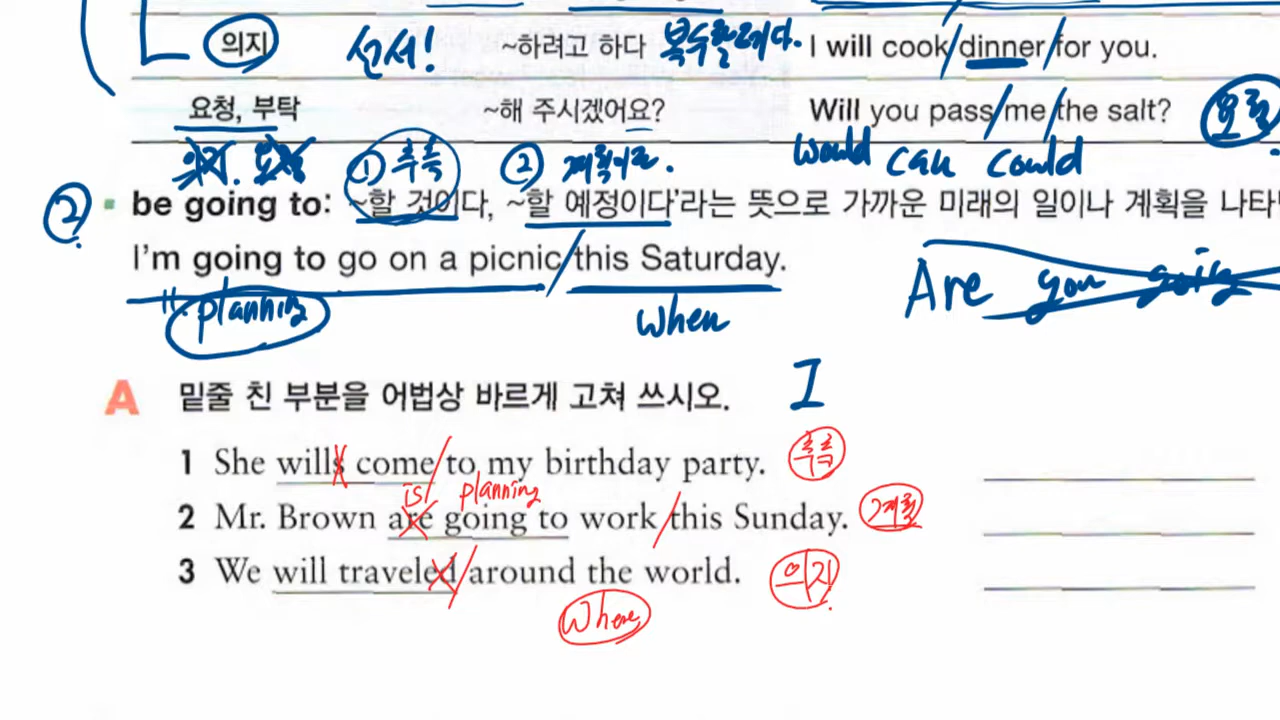 의지 선서! ~하려고 하다 복수할테다. I will cook/dinner/for you.
요청, 부탁 ~해 주시겠어요? Will you pass/me/the salt?
would can could
① 추측 ② 계획이다.
② be going to: ~할 것이다, ~할 예정이다'라는 뜻으로 가까운 미래의 일이나 계획을
I'm going to go on a picnic/this Saturday.
Are you going
planning when
A 밑줄 친 부분을 어법상 바르게 고쳐 쓰시오. I
1 She wills come/to my birthday party. 추측
is planning
2 Mr. Brown are going to work/this Sunday. 계획
3 We will traveled/around the world. 의지
where